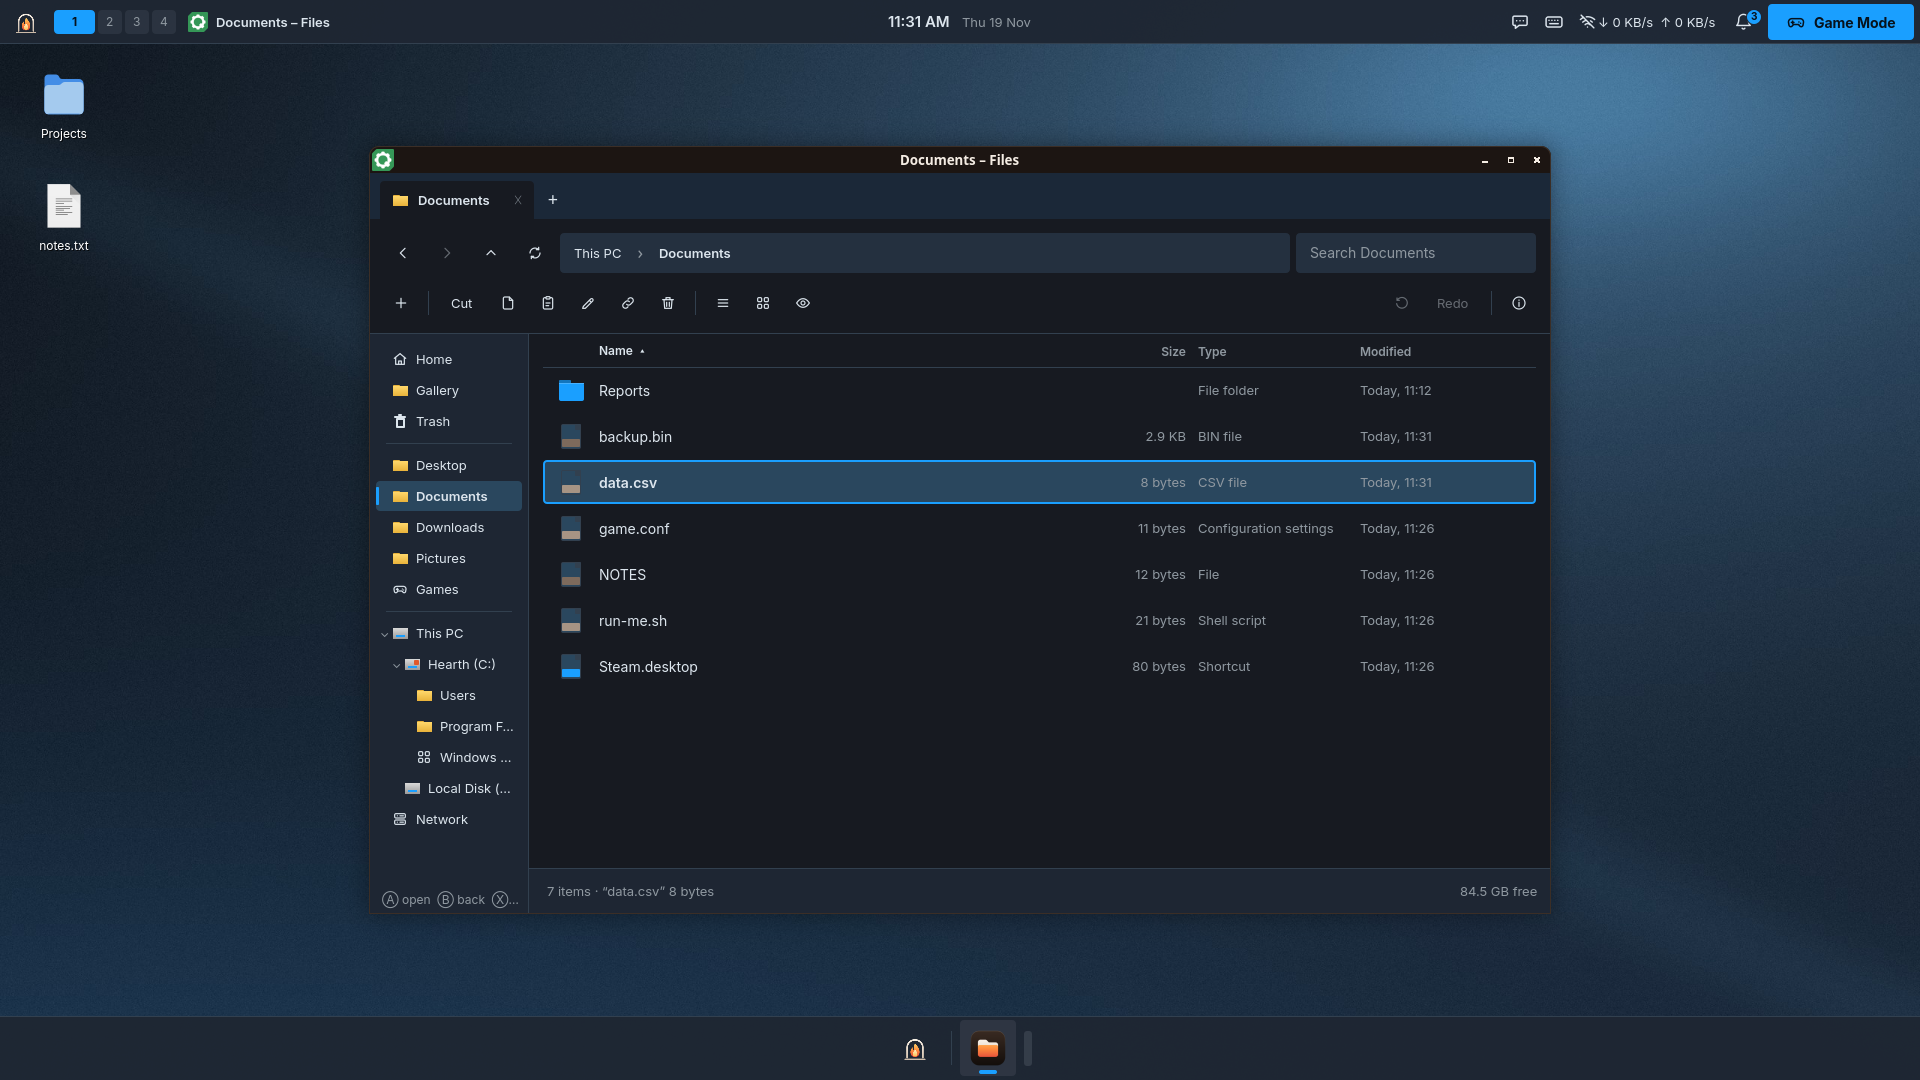 1 2 3 4 Documents – Files
11:31 AM Thu 19 Nov
↓ 0 KB/s ↑ 0 KB/s 3 Game Mode
Projects
notes.txt
Documents – Files
Documents X +
This PC › Documents
Search Documents
Cut
Redo
Home
Gallery
Trash
Desktop
Documents
Downloads
Pictures
Games
This PC
Hearth (C:)
Users
Program F...
Windows ...
Local Disk (...
Network
A open B back X...
Name Size Type Modified
Reports File folder Today, 11:12
backup.bin 2.9 KB BIN file Today, 11:31
data.csv 8 bytes CSV file Today, 11:31
game.conf 11 bytes Configuration settings Today, 11:26
NOTES 12 bytes File Today, 11:26
run-me.sh 21 bytes Shell script Today, 11:26
Steam.desktop 80 bytes Shortcut Today, 11:26
7 items · “data.csv” 8 bytes
84.5 GB free